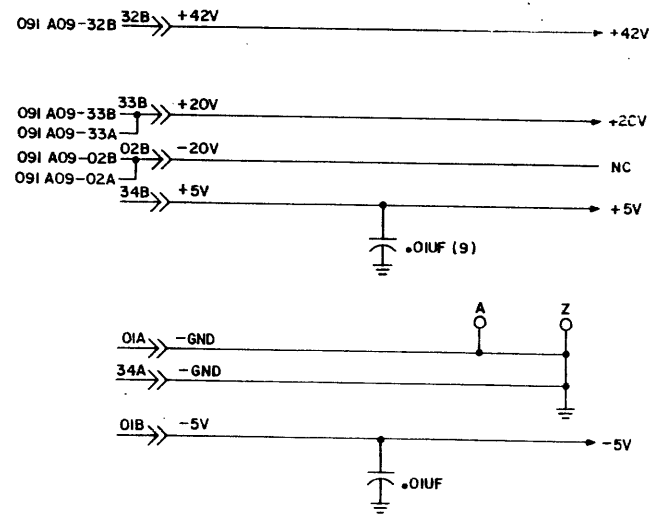 091 A09-32B 32B +42V +42V
091 A09-33B 33B +20V +20V
091 A09-33A
091 A09-02B 02B -20V NC
091 A09-02A
34B +5V +5V
.01UF (9)
A Z
01A -GND
34A -GND
01B -5V -5V
.01UF